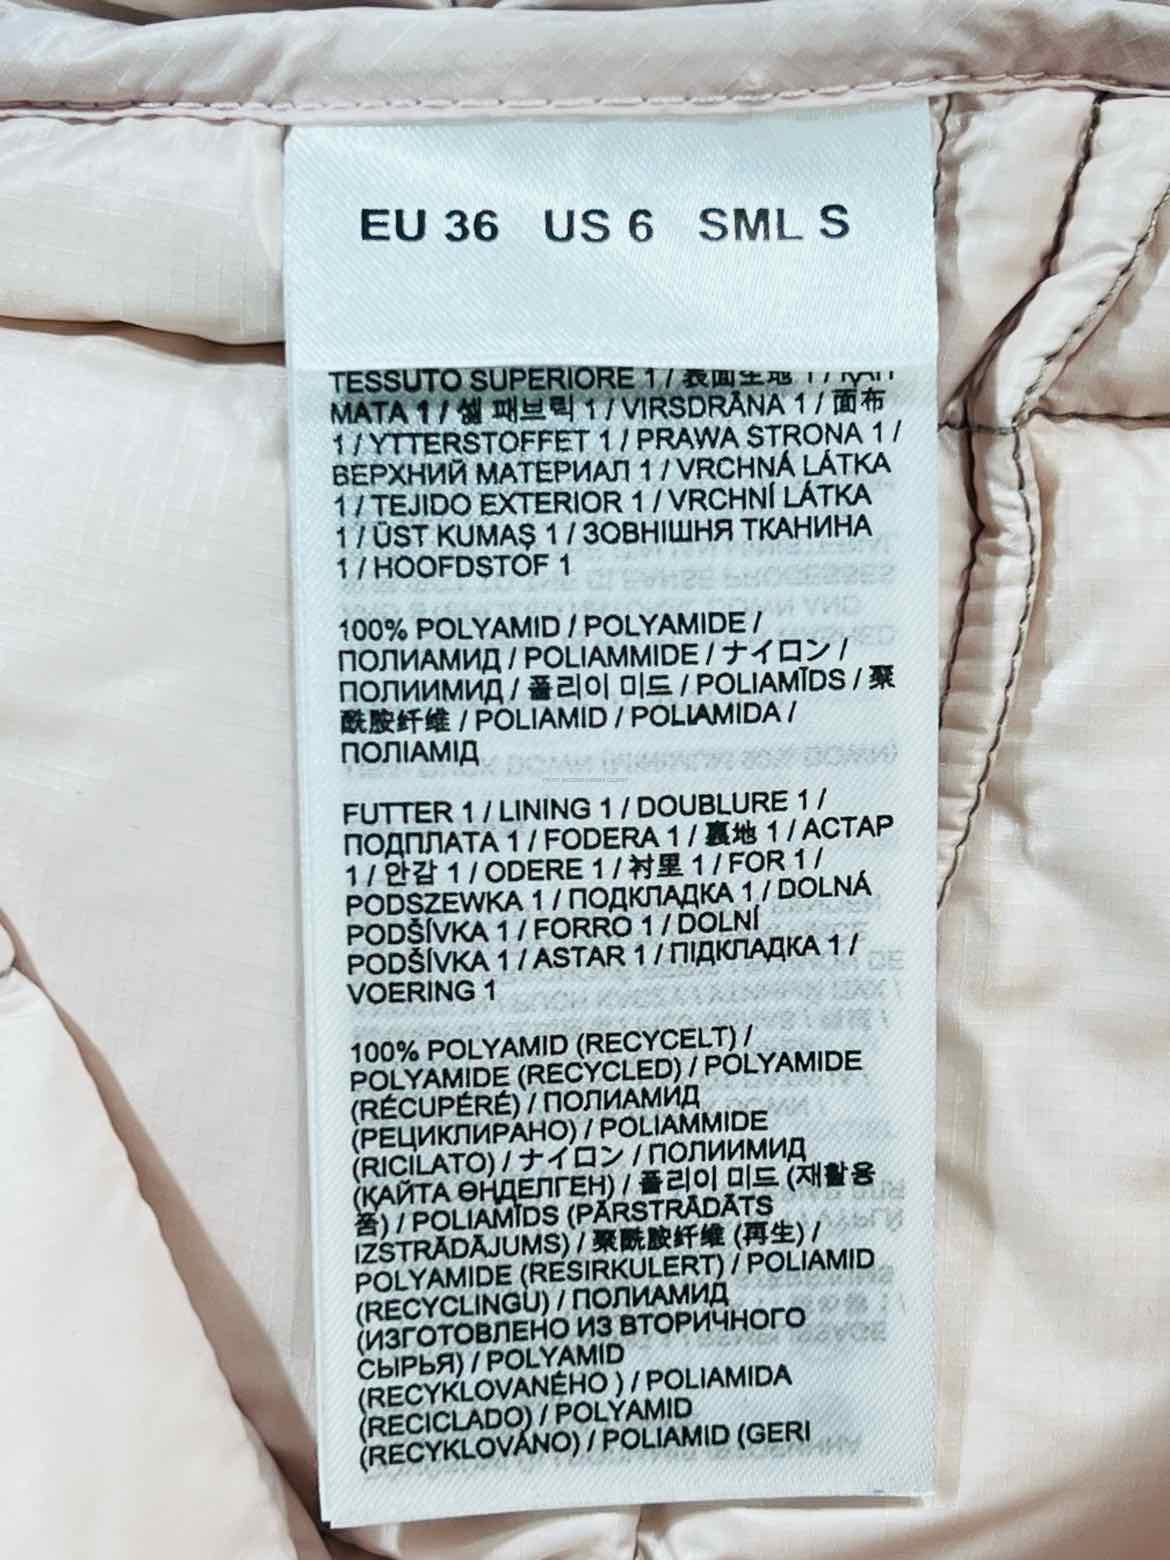 EU 36 US 6 SML S
TESSUTO SUPERIORE 1 / 裏面生地 1 / ҚАП
МАТА 1 / 셀 패브릭 1 / VIRSDRĀNA 1 / 面布
1 / YTTERSTOFFET 1 / PRAWA STRONA 1 /
ВЕРХНИЙ МАТЕРИАЛ 1 / VRCHNÁ LÁTKA
1 / TEJIDO EXTERIOR 1 / VRCHNÍ LÁTKA
1 / ÜST KUMAŞ 1 / ЗОВНІШНЯ ТКАНИНА
1 / HOOFDSTOF 1
100% POLYAMID / POLYAMIDE /
ПОЛИАМИД / POLIAMMIDE / ナイロン /
ПОЛИИМИД / 폴리이 미드 / POLIAMĪDS / 聚
酰胺纤维 / POLIAMID / POLIAMIDA /
ПОЛІАМІД
FUTTER 1 / LINING 1 / DOUBLURE 1 /
ПОДПЛАТА 1 / FODERA 1 / 裏地 1 / АСТАР
1 / 안감 1 / ODERE 1 / 衬里 1 / FOR 1 /
PODSZEWKA 1 / ПОДКЛАДКА 1 / DOLNÁ
PODŠÍVKA 1 / FORRO 1 / DOLNÍ
PODŠÍVKA 1 / ASTAR 1 / ПІДКЛАДКА 1 /
VOERING 1
100% POLYAMID (RECYCELT) /
POLYAMIDE (RECYCLED) / POLYAMIDE
(RÉCUPÉRÉ) / ПОЛИАМИД
(РЕЦИКЛИРАНО) / POLIAMMIDE
(RICILATO) / ナイロン / ПОЛИИМИД
(ҚАЙТА ӨҢДЕЛГЕН) / 폴리이 미드 (재활용
품) / POLIAMĪDS (PĀRSTRĀDĀTS
IZSTRĀDĀJUMS) / 聚酰胺纤维 (再生) /
POLYAMIDE (RESIRKULERT) / POLIAMID
(RECYCLINGU) / ПОЛИАМИД
(ИЗГОТОВЛЕНО ИЗ ВТОРИЧНОГО
СЫРЬЯ) / POLYAMID
(RECYKLOVANÉHO ) / POLIAMIDA
(RECICLADO) / POLYAMID
(RECYKLOVÁNO) / POLIAMID (GERI